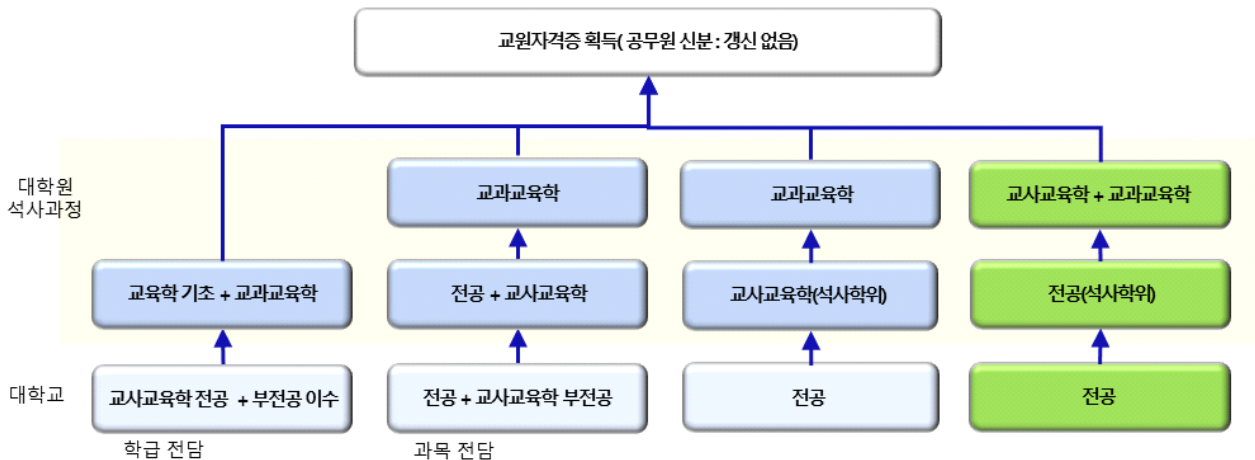 교원자격증 획득( 공무원 신분 : 갱신 없음)
대학원
석사과정
교과교육학
교과교육학
교사교육학 + 교과교육학
교육학 기초 + 교과교육학
전공 + 교사교육학
교사교육학(석사학위)
전공(석사학위)
대학교
교사교육학 전공 + 부전공 이수
전공 + 교사교육학 부전공
전공
전공
학급 전담
과목 전담